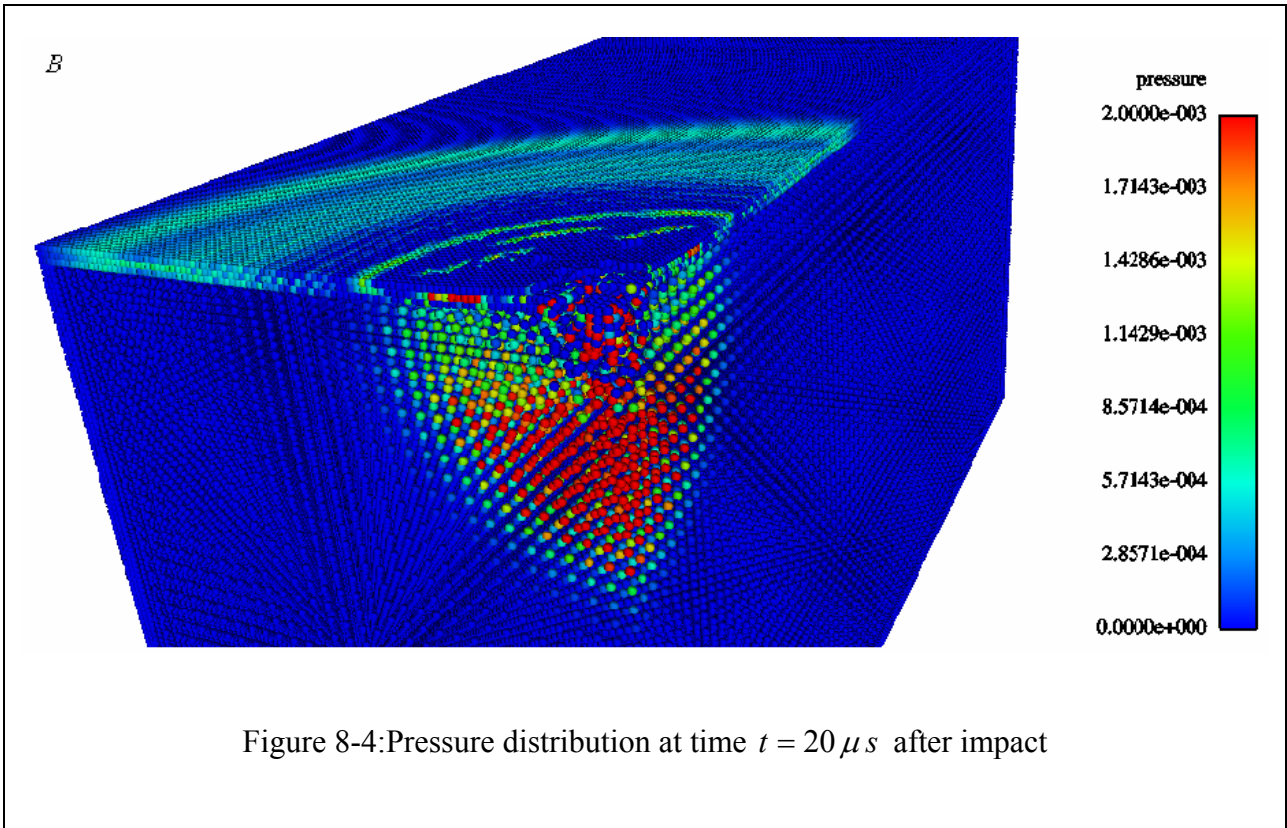 B
pressure
2.0000e-003
1.7143e-003
1.4286e-003
1.1429e-003
8.5714e-004
5.7143e-004
2.8571e-004
0.0000e+000
Figure 8-4:Pressure distribution at time t = 20 μ s after impact